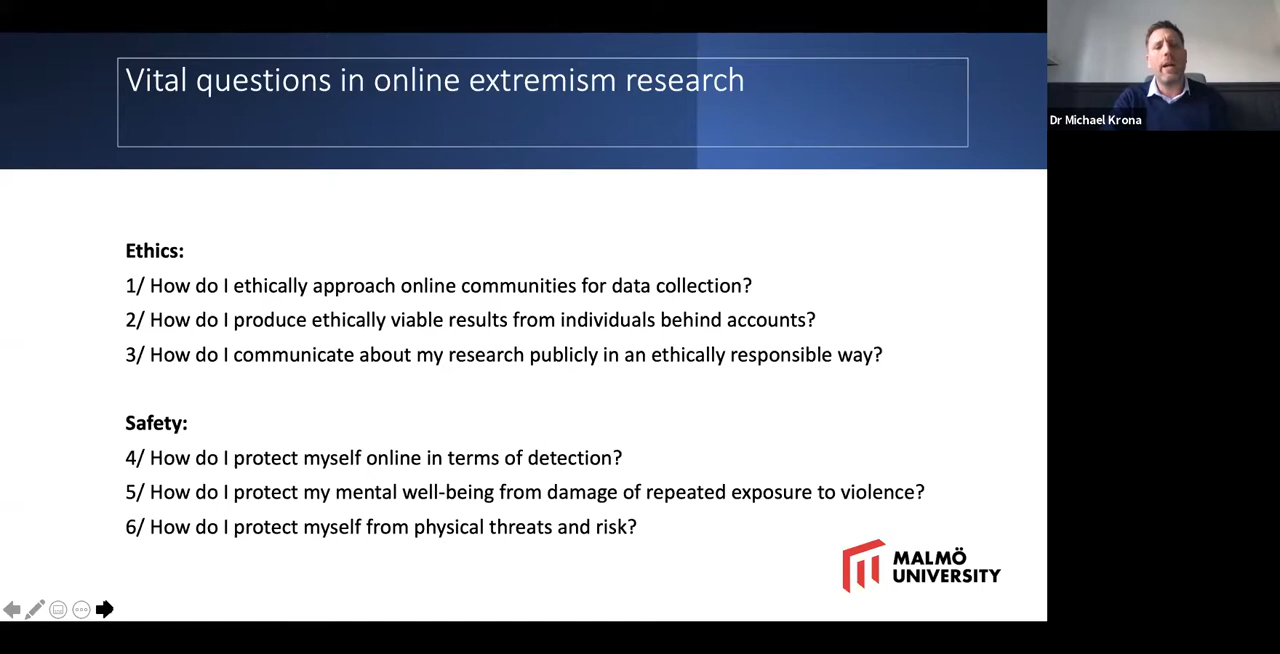 Vital questions in online extremism research
Dr Michael Krona
Ethics:
1/ How do I ethically approach online communities for data collection?
2/ How do I produce ethically viable results from individuals behind accounts?
3/ How do I communicate about my research publicly in an ethically responsible way?
Safety:
4/ How do I protect myself online in terms of detection?
5/ How do I protect my mental well-being from damage of repeated exposure to violence?
6/ How do I protect myself from physical threats and risk?
MALMÖ
UNIVERSITY